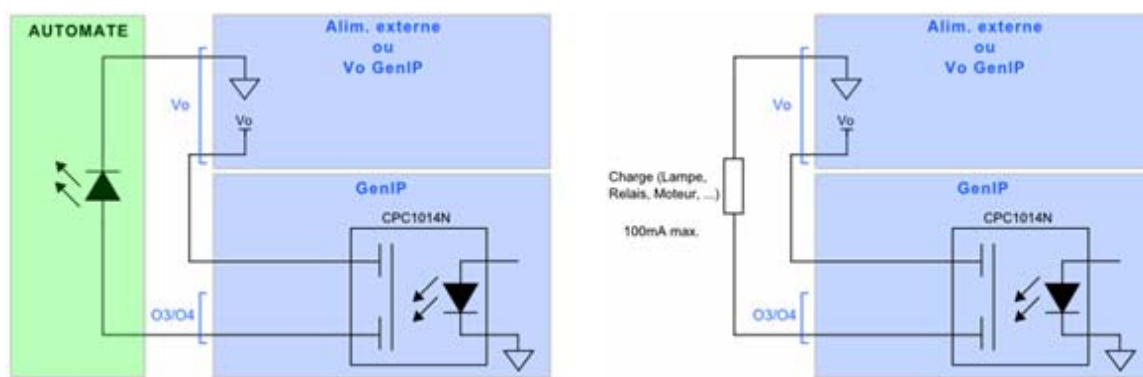 AUTOMATE
Alim. externe
ou
Vo GenIP
Vo
Vo
GenIP
CPC1014N
O3/O4
Alim. externe
ou
Vo GenIP
Vo
Vo
Charge (Lampe,
Relais, Moteur, ...)
100mA max.
GenIP
CPC1014N
O3/O4